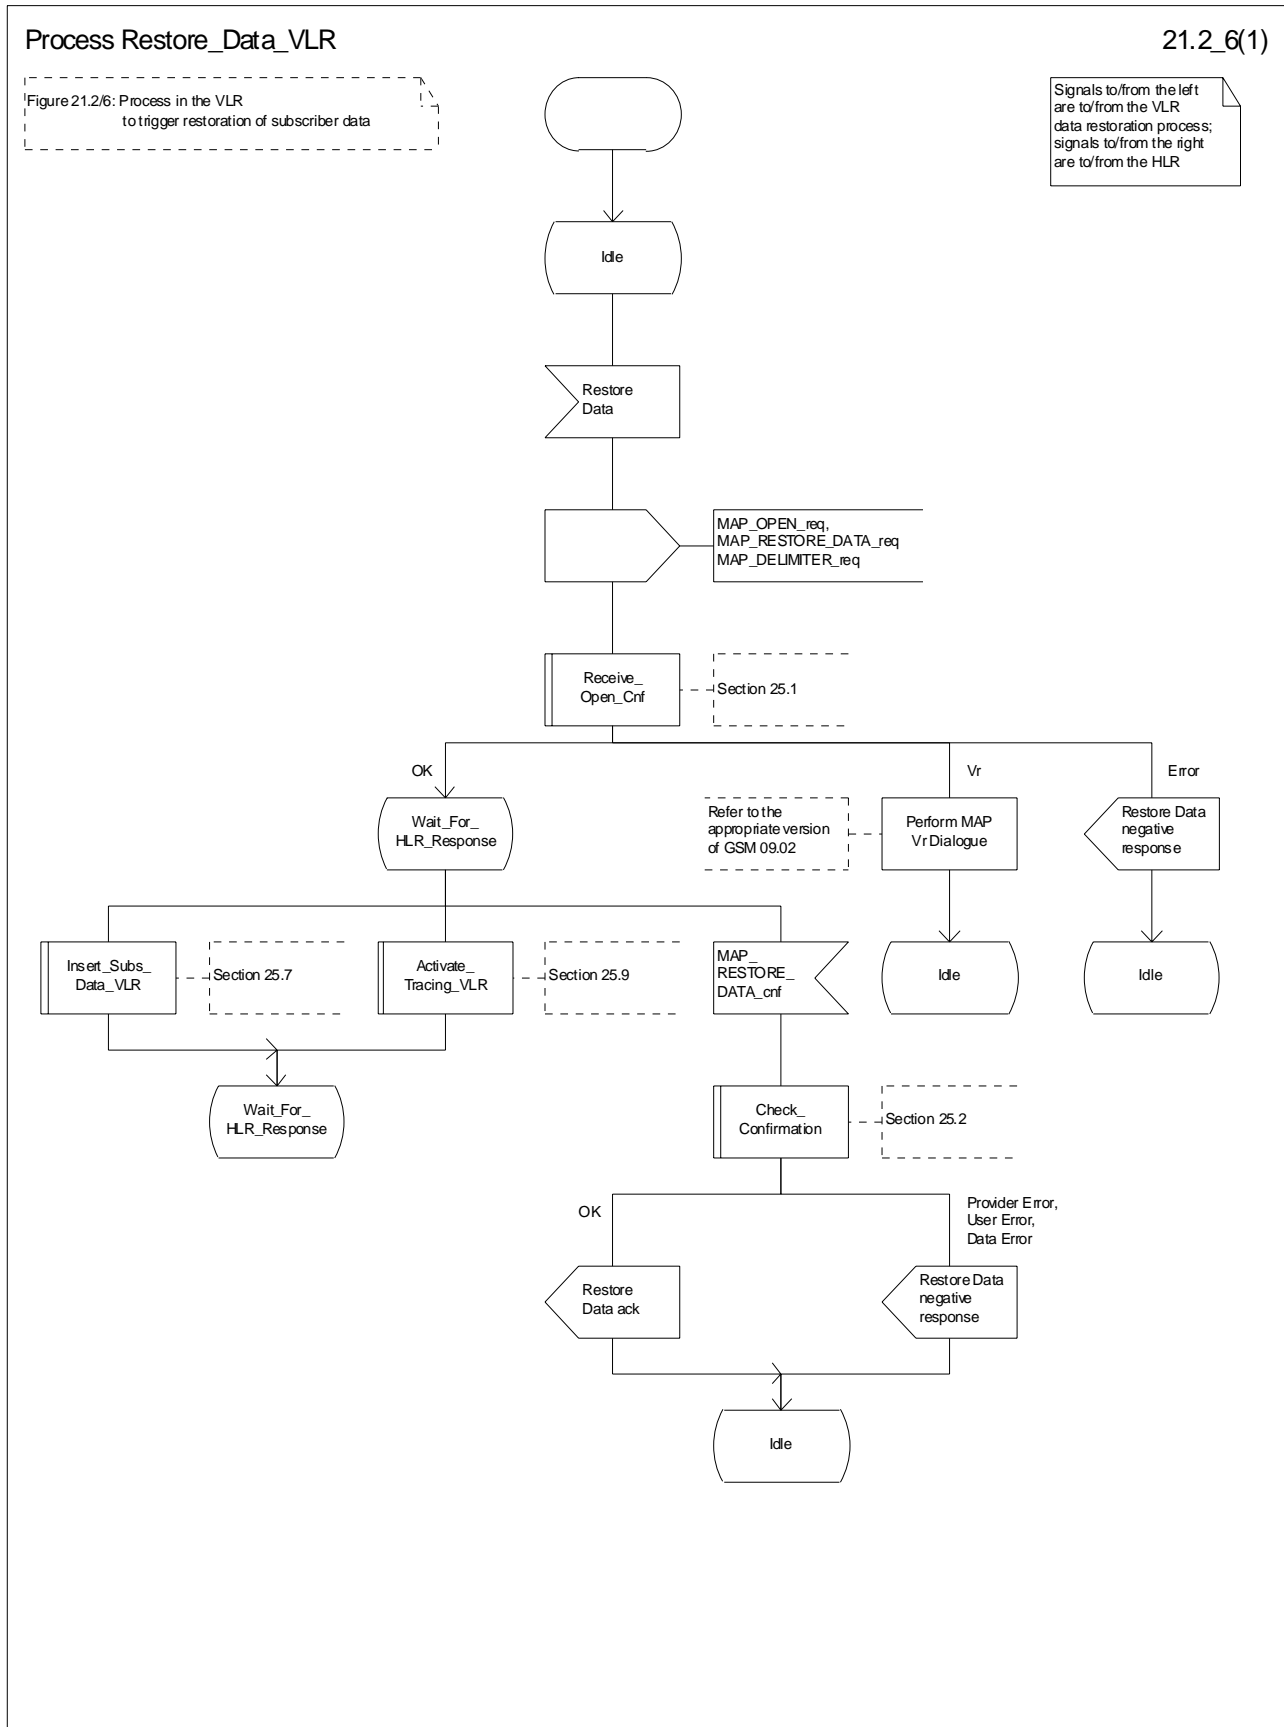 Process Restore_Data_VLR
21.2_6(1)
Figure 21.2/6: Process in the VLR
to trigger restoration of subscriber data
Signals to/from the left
are to/from the VLR
data restoration process;
signals to/from the right
are to/from the HLR
Idle
Restore
Data
MAP_OPEN_req,
MAP_RESTORE_DATA_req
MAP_DELIMITER_req
Receive_
Open_Cnf
Section 25.1
OK
Vr
Error
Wait_For_
HLR_Response
Refer to the
appropriate version
of GSM 09.02
Perform MAP
Vr Dialogue
Restore Data
negative
response
Insert_Subs_
Data_VLR
Section 25.7
Activate_
Tracing_VLR
Section 25.9
MAP_
RESTORE_
DATA_cnf
Idle
Idle
Wait_For_
HLR_Response
Check_
Confirmation
Section 25.2
OK
Provider Error,
User Error,
Data Error
Restore
Data ack
Restore Data
negative
response
Idle